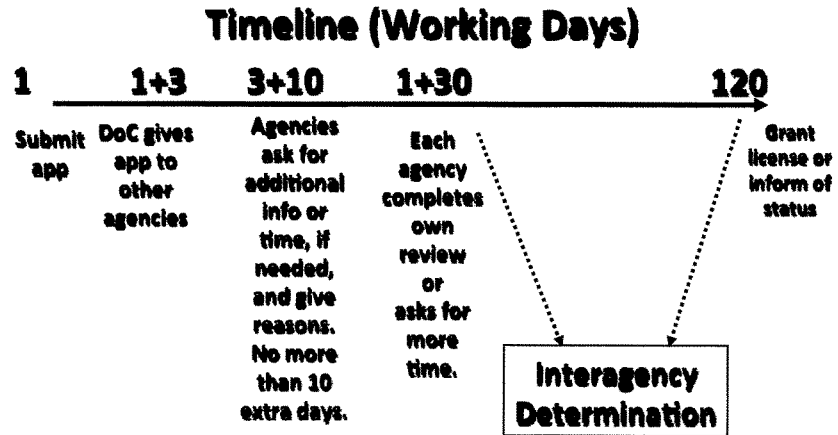 Timeline (Working Days)
1
1+3
3+10
1+30
120
Submit
app
DoC gives
app to
other
agencies
Agencies
ask for
additional
info or
time, if
needed,
and give
reasons.
No more
than 10
extra days.
Each
agency
completes
own
review
or
asks for
more
time.
Grant
license or
inform of
status
Interagency
Determination